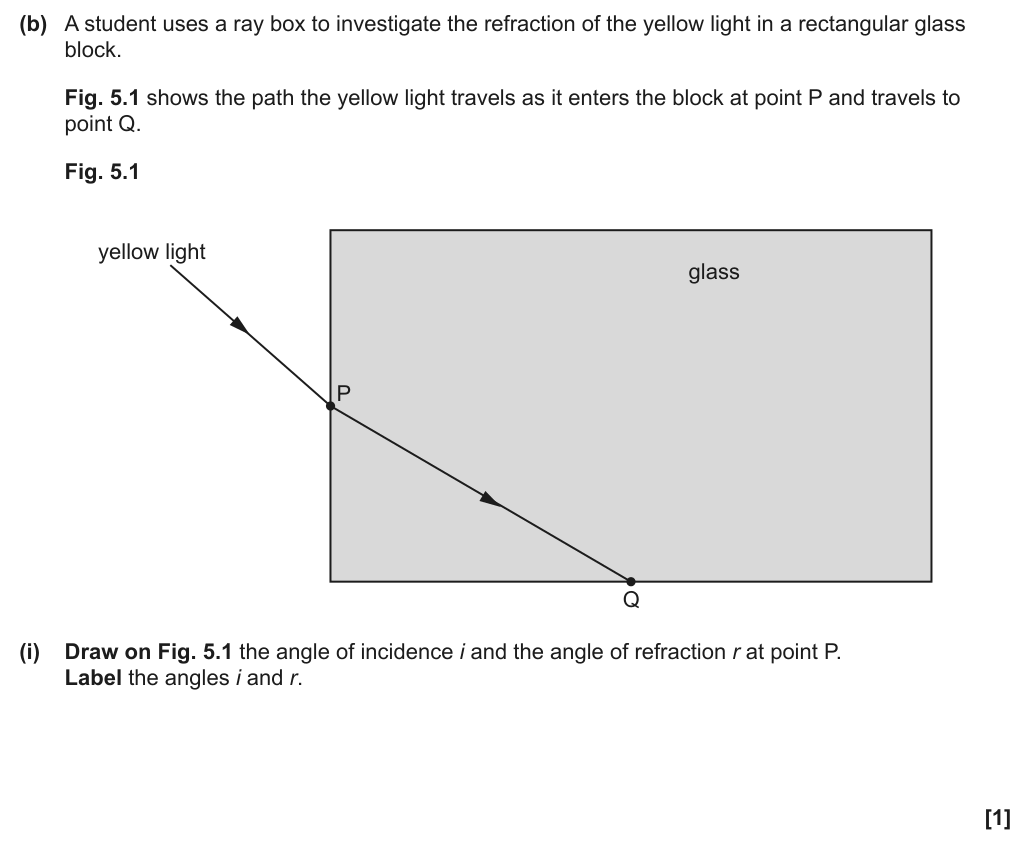 (b) A student uses a ray box to investigate the refraction of the yellow light in a rectangular glass
block.
Fig. 5.1 shows the path the yellow light travels as it enters the block at point P and travels to
point Q.
Fig. 5.1
yellow light
glass
P
Q
(i) Draw on Fig. 5.1 the angle of incidence i and the angle of refraction r at point P.
Label the angles i and r.
[1]